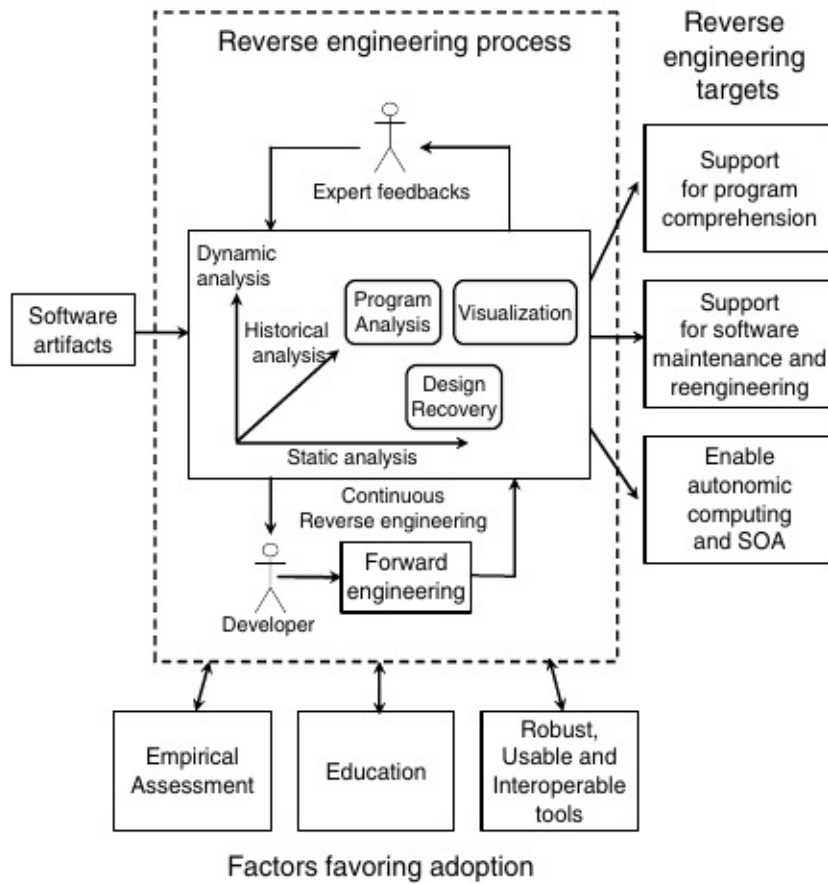 Reverse engineering process
Reverse
engineering
targets
Expert feedbacks
Support
for program
comprehension
Dynamic
analysis
Program
Analysis
Visualization
Software
artifacts
Historical
analysis
Support
for software
maintenance and
reengineering
Design
Recovery
Static analysis
Enable
autonomic
computing
and SOA
Continuous
Reverse engineering
Forward
engineering
Developer
Empirical
Assessment
Education
Robust,
Usable and
Interoperable
tools
Factors favoring adoption